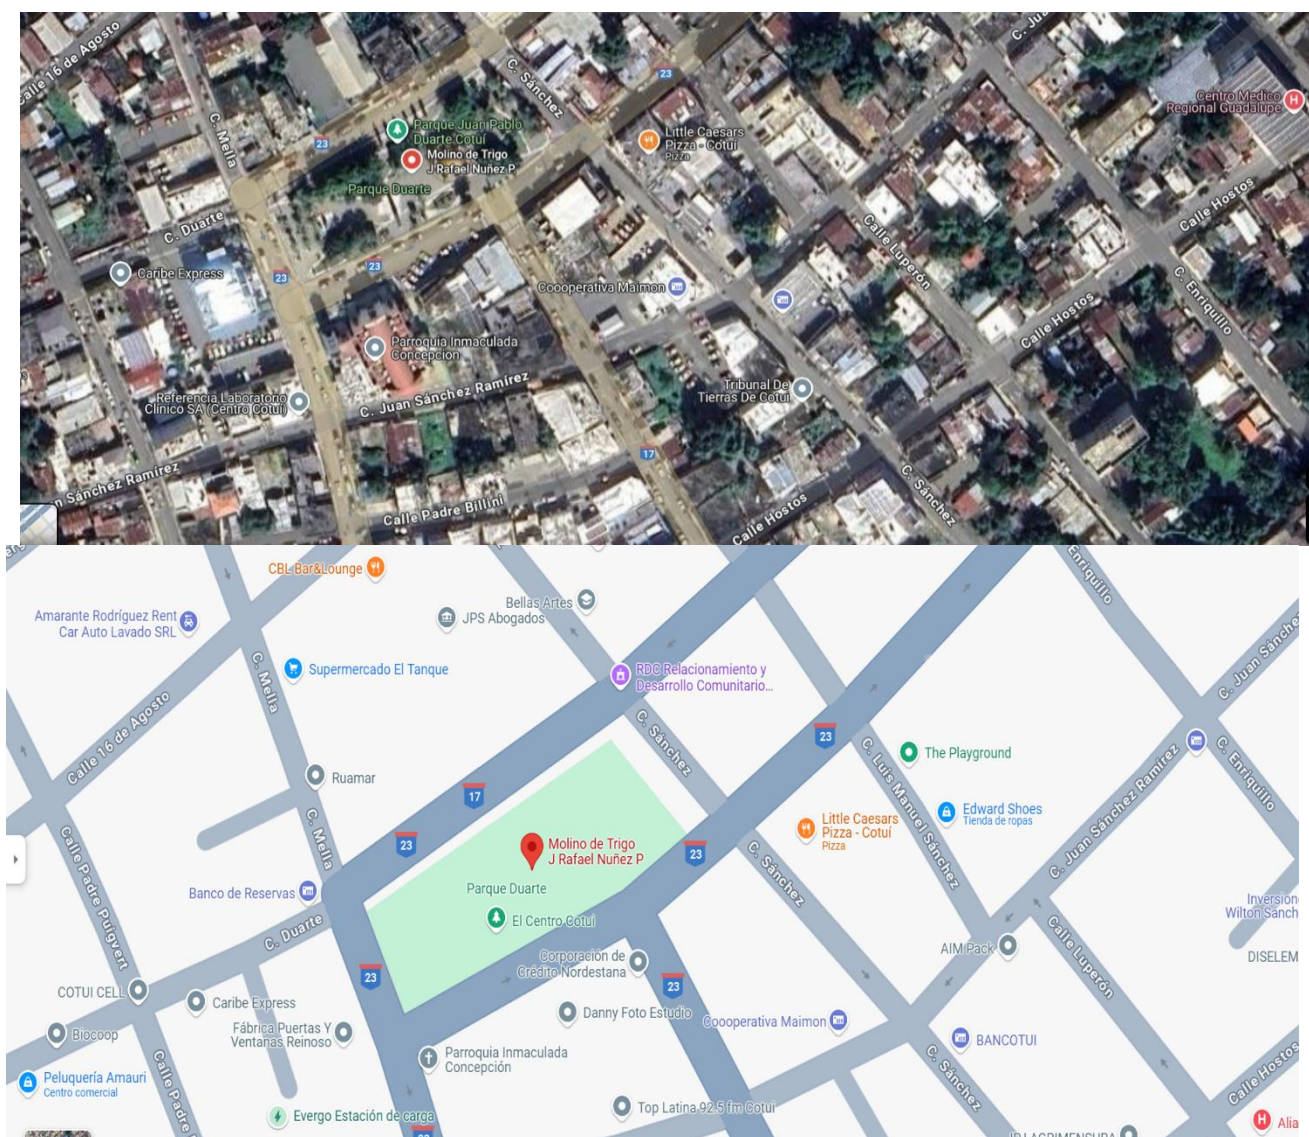 Calle 16 de Agosto
C. Mella
23
C. Sánchez
23
C. Juan
Parque Juan Pablo
Duarte Cotuí
Molino de Trigo
J Rafael Nuñez P.
Parque Duarte
Little Caesars
Pizza - Cotuí
Pizza
Centro Medico
Regional Guadalupe
H
C. Duarte
Caribe Express
23
23
Calle Luperón
Calle Hostos
C. Enriquillo
Coooperativa Maimon
Calle Hostos
Parroquia Inmaculada
Concepcion
Referencia Laboratorio
Clínico SA (Centro Cotuí)
C. Juan Sánchez Ramírez
Tribunal De
Tierras De Cotuí
17
n Sánchez Ramírez
Calle Padre Billini
Calle Hostos
C. Sánchez
CBL Bar&Lounge
Amarante Rodríguez Rent
Car Auto Lavado SRL
Bellas Artes
JPS Abogados
Enriquillo
C. Juan Sánchez
Supermercado El Tanque
C. Mella
RDC Relacionamiento y
Desarrollo Comunitario...
Calle 16 de Agosto
C. Sánchez
23
The Playground
C. Enriquillo
Ruamar
17
C. Luis Manuel Sánchez
Edward Shoes
Tienda de ropas
C. Mella
23
Molino de Trigo
J Rafael Nuñez P
23
Little Caesars
Pizza - Cotuí
Pizza
C. Juan Sánchez Ramírez
Calle Padre Puigvert
Banco de Reservas
Parque Duarte
El Centro Cotuí
C. Sánchez
Inversion
Wilton Sánch
C. Duarte
Corporación de
Crédito Nordestana
AIM Pack
Calle Luperón
DISELEM
23
23
COTUI CELL
Caribe Express
Biocoop
Fábrica Puertas Y
Ventanas Reinoso
Danny Foto Estudio
Coooperativa Maimon
BANCOTUI
Calle Padre
Parroquia Inmaculada
Concepción
C. Sánchez
Calle Hostos
Peluquería Amauri
Centro comercial
Evergo Estación de carga
Top Latina 92.5 fm Cotui
H
Alia